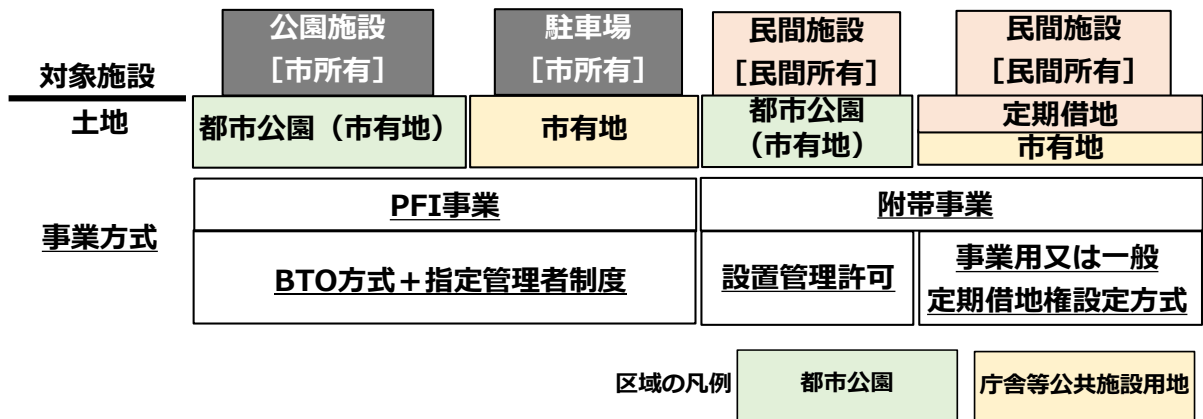 公園施設
［市所有］
駐車場
［市所有］
民間施設
［民間所有］
民間施設
［民間所有］
対象施設
土地
都市公園（市有地）
市有地
都市公園
（市有地）
定期借地
市有地
事業方式
PFI事業
附帯事業
BTO方式＋指定管理者制度
設置管理許可
事業用又は一般
定期借地権設定方式
区域の凡例
都市公園
庁舎等公共施設用地